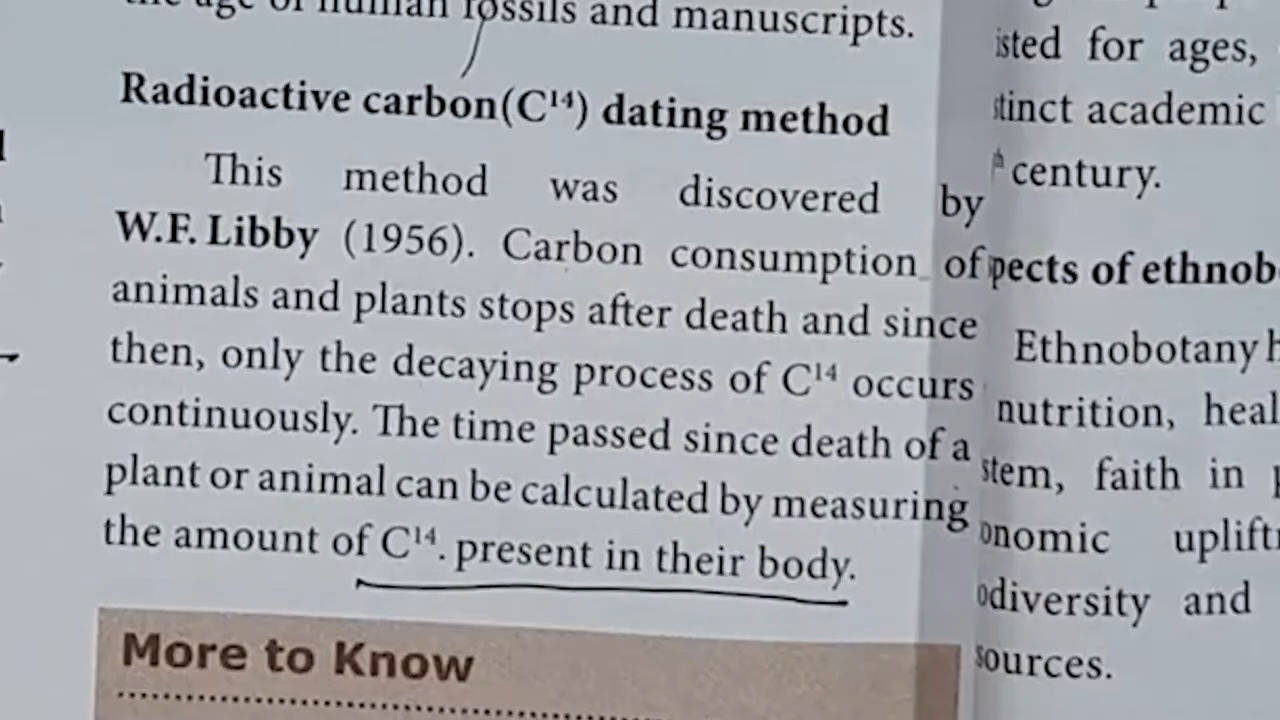 the age of human fossils and manuscripts.
Radioactive carbon(C¹⁴) dating method
This method was discovered by
W.F. Libby (1956). Carbon consumption of
animals and plants stops after death and since
then, only the decaying process of C¹⁴ occurs
continuously. The time passed since death of a
plant or animal can be calculated by measuring
the amount of C¹⁴. present in their body.
More to Know
isted for ages,
stinct academic
century.
pects of ethnob
Ethnobotany h
nutrition, heal
stem, faith in
onomic uplift
odiversity and
sources.